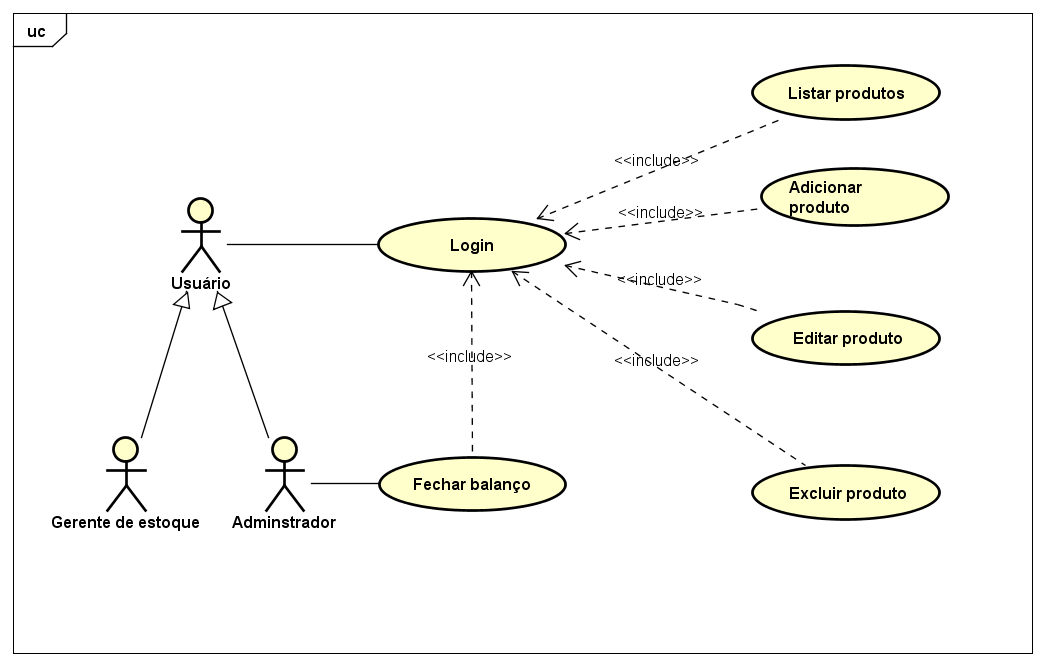 uc
Listar produtos
<<include>>
Adicionar
produto
<<include>>
Usuário
Login
<<include>>
Editar produto
<<include>>
<<include>>
Gerente de estoque
Adminstrador
Fechar balanço
Excluir produto